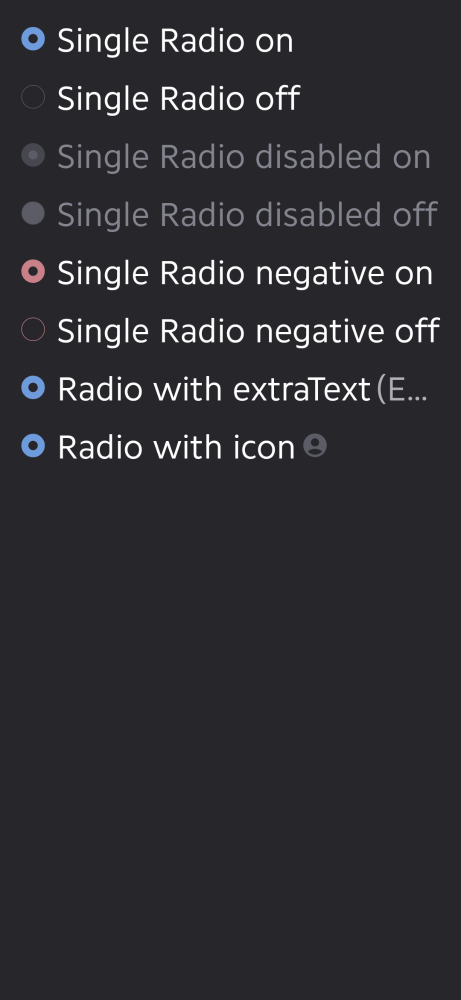 Single Radio on
Single Radio off
Single Radio disabled on
Single Radio disabled off
Single Radio negative on
Single Radio negative off
Radio with extraText (E...
Radio with icon